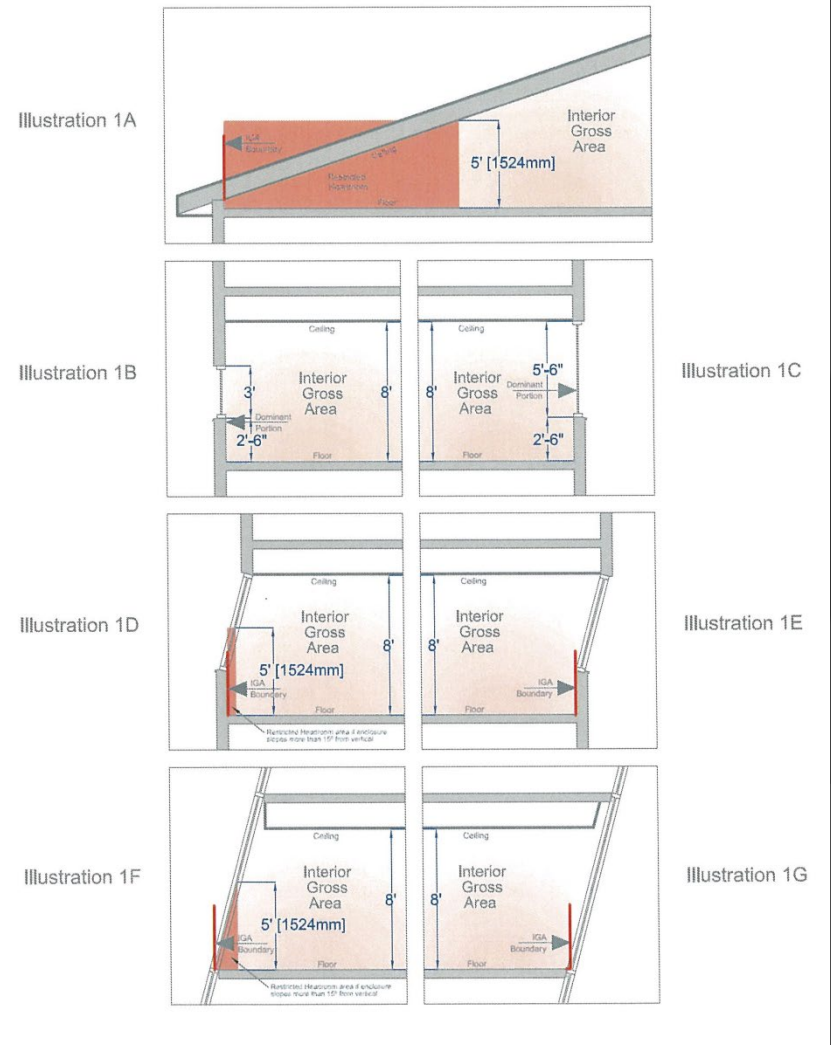 Illustration 1A
IGA
Boundary
Restricted
Headroom
Floor
5' [1524mm]
Interior
Gross
Area
Illustration 1B
Ceiling
3'
Interior
Gross
Area
8'
Dominant
Portion
2'-6"
Floor
Illustration 1C
Ceiling
8'
Interior
Gross
Area
5'-6"
Dominant
Portion
2'-6"
Floor
Illustration 1D
Ceiling
Interior
Gross
Area
8'
5' [1524mm]
IGA
Boundary
Floor
Restricted Headroom area if enclosure
slopes more than 15° from vertical
Illustration 1E
Ceiling
8'
Interior
Gross
Area
IGA
Boundary
Floor
Illustration 1F
Ceiling
Interior
Gross
Area
8'
5' [1524mm]
IGA
Boundary
Floor
Restricted Headroom area if enclosure
slopes more than 15° from vertical
Illustration 1G
Ceiling
8'
Interior
Gross
Area
IGA
Boundary
Floor